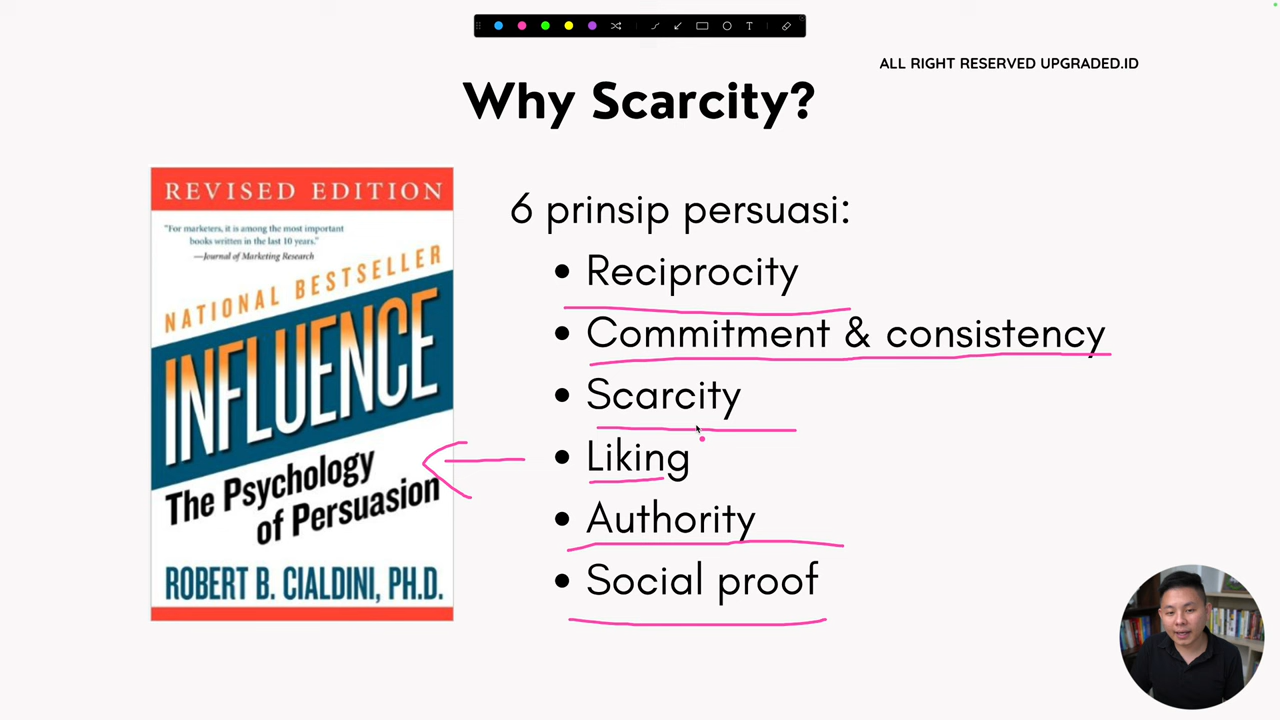 T
ALL RIGHT RESERVED UPGRADED.ID
Why Scarcity?
REVISED EDITION
"For marketers, it is among the most important
books written in the last 10 years."
—Journal of Marketing Research
NATIONAL BESTSELLER
INFLUENCE
The Psychology
of Persuasion
ROBERT B. CIALDINI, PH.D.
6 prinsip persuasi:
• Reciprocity
• Commitment & consistency
• Scarcity
• Liking
• Authority
• Social proof